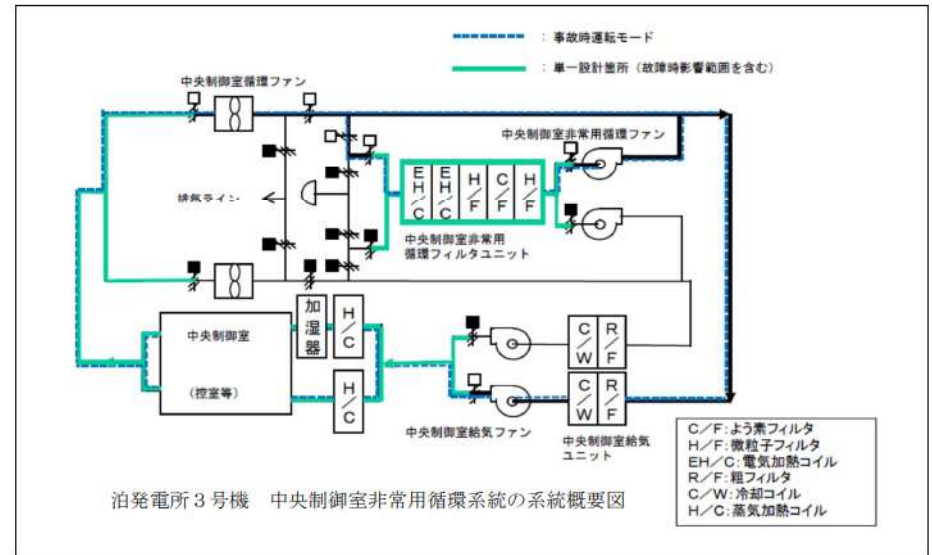 ：事故時運転モード
：単一設計箇所（故障時影響範囲を含む）
中央制御室循環ファン
中央制御室非常用循環ファン
排気ライン
EH／C
EH／C
H／F
C／F
H／F
中央制御室非常用
循環フィルタユニット
加湿器
H／C
中央制御室
（控室等）
H／C
C／W
R／F
C／W
R／F
中央制御室給気ファン
中央制御室給気
ユニット
C／F：よう素フィルタ
H／F：微粒子フィルタ
EH／C：電気加熱コイル
R／F：粗フィルタ
C／W：冷却コイル
H／C：蒸気加熱コイル
泊発電所３号機　中央制御室非常用循環系統の系統概要図